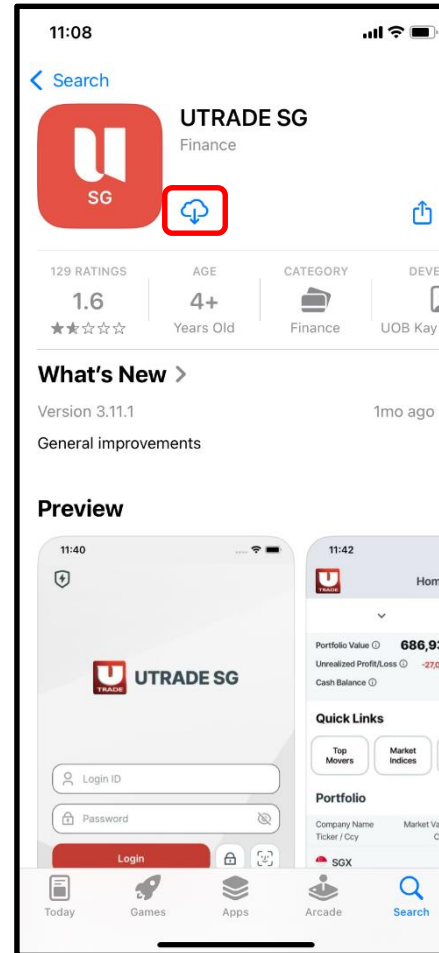 11:08
Search
SG
UTRADE SG
Finance
129 RATINGS
AGE
CATEGORY
1.6
4+
Years Old
Finance
UOB Kay
What's New
Version 3.11.1
1mo ago
General improvements
Preview
11:40
U
TRADE
UTRADE SG
Login ID
Password
Login
11:42
U
TRADE
Portfolio Value
Unrealized Profit/Loss
Cash Balance
Quick Links
Top
Movers
Market
Indices
Portfolio
Company Name
Ticker / Ccy
SGX
Today
Games
Apps
Arcade
Search